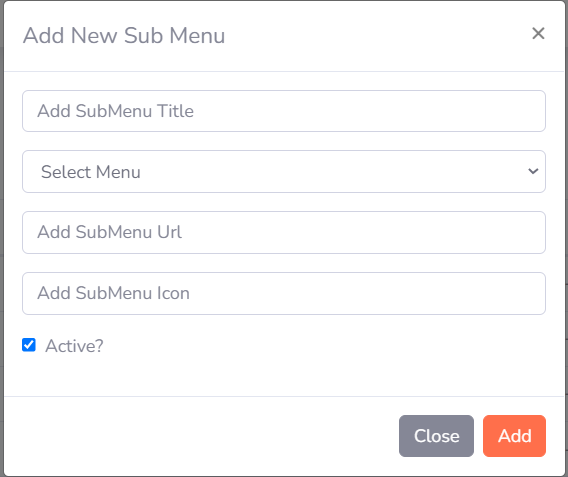 Add New Sub Menu ×
Add SubMenu Title
Select Menu
Add SubMenu Url
Add SubMenu Icon
Active?
Close Add